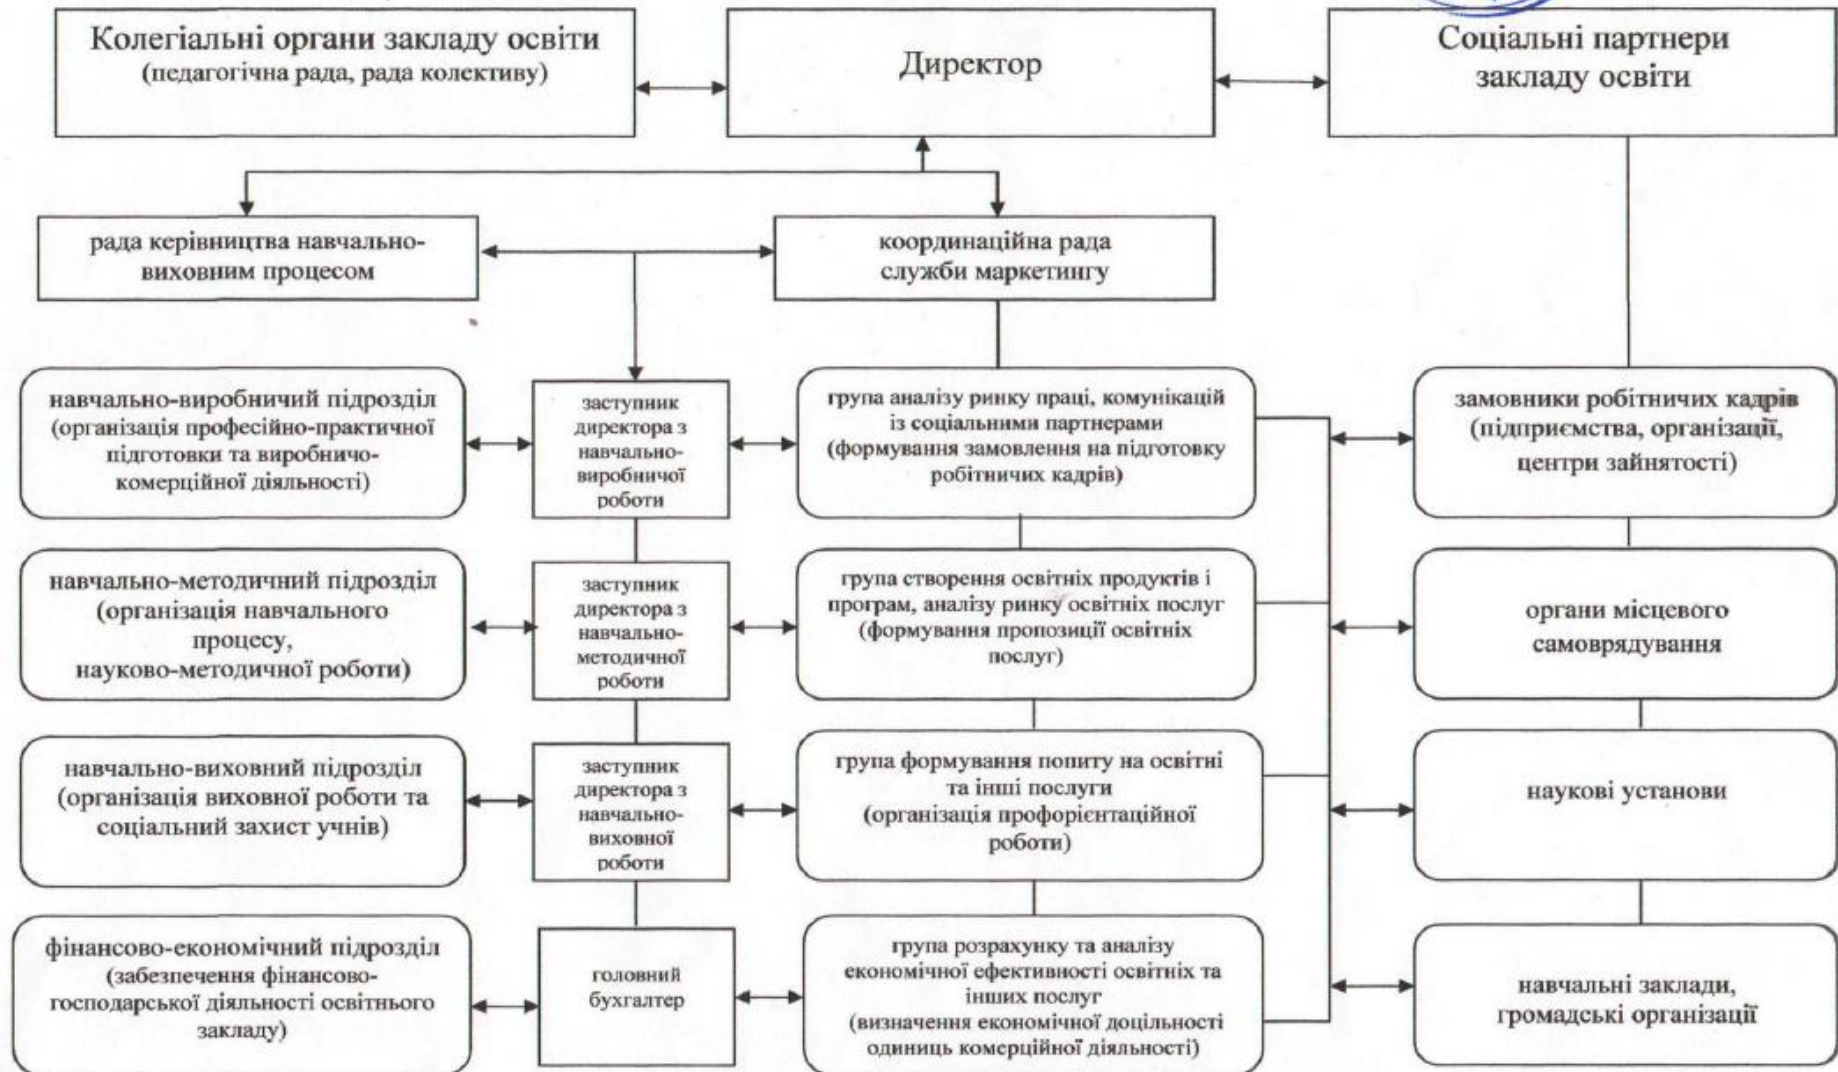 Колегіальні органи закладу освіти
(педагогічна рада, рада колективу)
Директор
Соціальні партнери
закладу освіти
рада керівництва навчально-
виховним процесом
координаційна рада
служби маркетингу
навчально-виробничий підрозділ
(організація професійно-практичної
підготовки та виробничо-
комерційної діяльності)
заступник
директора з
навчально-
виробничої
роботи
група аналізу ринку праці, комунікацій
із соціальними партнерами
(формування замовлення на підготовку
робітничих кадрів)
замовники робітничих кадрів
(підприємства, організації,
центри зайнятості)
навчально-методичний підрозділ
(організація навчального
процесу,
науково-методичної роботи)
заступник
директора з
навчально-
методичної
роботи
група створення освітніх продуктів і
програм, аналізу ринку освітніх послуг
(формування пропозиції освітніх
послуг)
органи місцевого
самоврядування
навчально-виховний підрозділ
(організація виховної роботи та
соціальний захист учнів)
заступник
директора з
навчально-
виховної
роботи
група формування попиту на освітні
та інші послуги
(організація профорієнтаційної
роботи)
наукові установи
фінансово-економічний підрозділ
(забезпечення фінансово-
господарської діяльності освітнього
закладу)
головний
бухгалтер
група розрахунку та аналізу
економічної ефективності освітніх та
інших послуг
(визначення економічної доцільності
одиниць комерційної діяльності)
навчальні заклади,
громадські організації